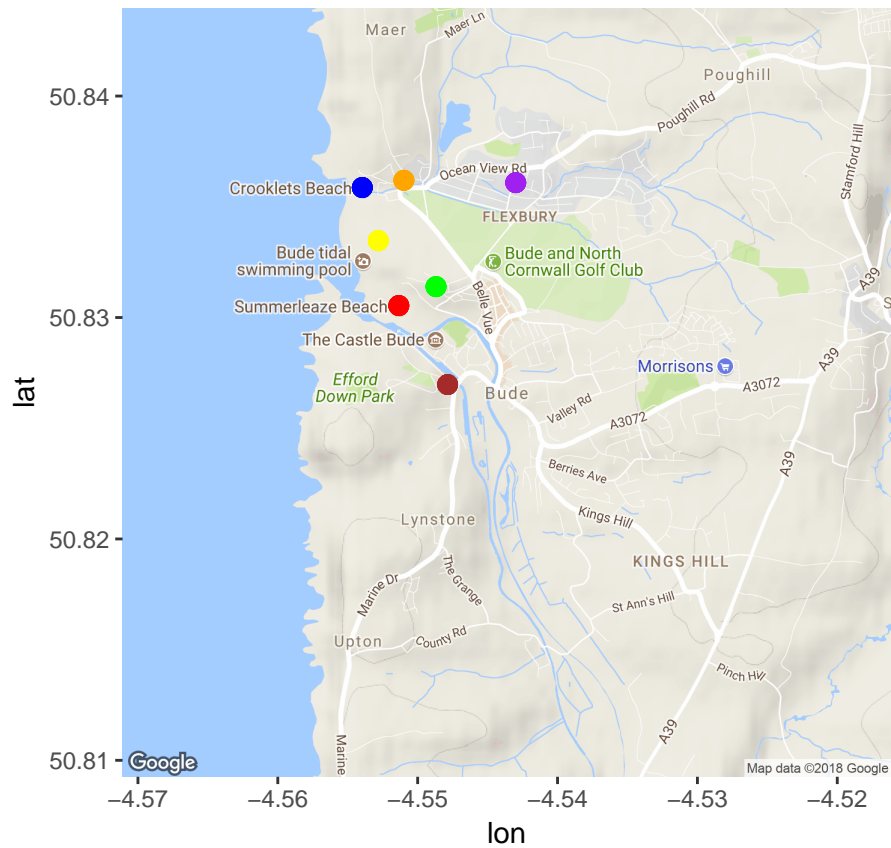 Maer
Maer Ln
Poughill
50.84
Poughill Rd
Stamford Hill
Ocean View Rd
Crooklets Beach
FLEXBURY
Bude tidal
swimming pool
Bude and North
Cornwall Golf Club
A39
Belle Vue
Summerleaze Beach
50.83
The Castle Bude
A39
Morrisons
Efford
Down Park
A3072
Bude
Valley Rd
A3072
lat
A39
Berries Ave
Kings Hill
Lynstone
50.82
KINGS HILL
The Grange
Marine Dr
St Ann's Hill
Upton
County Rd
Pinch Hill
A39
Marine
50.81
Google
Map data ©2018 Google
−4.57
−4.56
−4.55
−4.54
−4.53
−4.52
lon